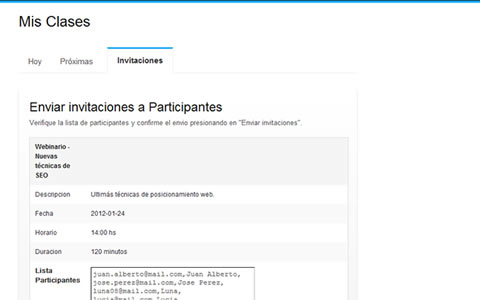 Mis Clases
Hoy Próximas Invitaciones
Enviar invitaciones a Participantes
Verifique la lista de participantes y confirme el envio presionando en "Enviar invitaciones".
Webinario -
Nuevas
técnicas de
SEO
Descripcion Ultimás técnicas de posicionamiento web.
Fecha 2012-01-24
Horario 14:00 hs
Duracion 120 minutos
Lista
Participantes
juan.alberto@mail.com,Juan Alberto,
jose.perez@mail.com,Jose Perez,
luna08@mail.com,Luna,